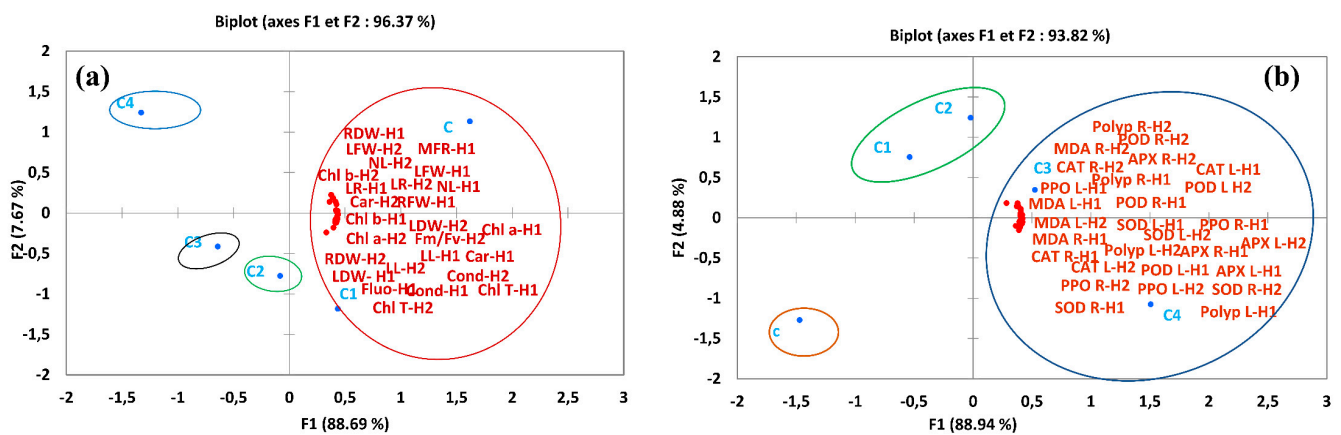 Biplot (axes F1 et F2 : 96.37 %)
(a)
F2 (7.67 %)
2
1,5
1
0,5
0
-0,5
-1
-1,5
-2
C4
C
RDW-H1
LFW-H2 MFR-H1
NL-H2
LFW-H1
Chl b-H2
LR-H1 LR-H2 NL-H1
Car-H2 RFW-H1
Chl b-H1 LDW-H2 Chl a-H1
Chl a-H2 Fm/Fv-H2
C3
RDW-H2 LL-H1 Car-H1
C2
LDW- H1 LL-H2 Cond-H2
C1 Fluo-H1 Cond-H1 Chl T-H1
Chl T-H2
-2 -1,5 -1 -0,5 0 0,5 1 1,5 2 2,5 3
F1 (88.69 %)
Biplot (axes F1 et F2 : 93.82 %)
(b)
F2 (4.88 %)
2
1,5
1
0,5
0
-0,5
-1
-1,5
-2
C2
C1
Polyp R-H2
POD R-H2
MDA R-H2
APX R-H2
C3 CAT R-H2 CAT L-H1
Polyp R-H1
PPO L-H1 POD L H2
MDA L-H1 POD R-H1
MDA L-H2 SOD L-H1 PPO R-H1
MDA R-H1 SOD L-H2 APX L-H2
CAT R-H1 Polyp L-H2 APX R-H1
CAT L-H2 POD L-H1 APX L-H1
PPO R-H2 PPO L-H2 SOD R-H2
SOD R-H1 C4 Polyp L-H1
c
-2 -1,5 -1 -0,5 0 0,5 1 1,5 2 2,5 3
F1 (88.94 %)